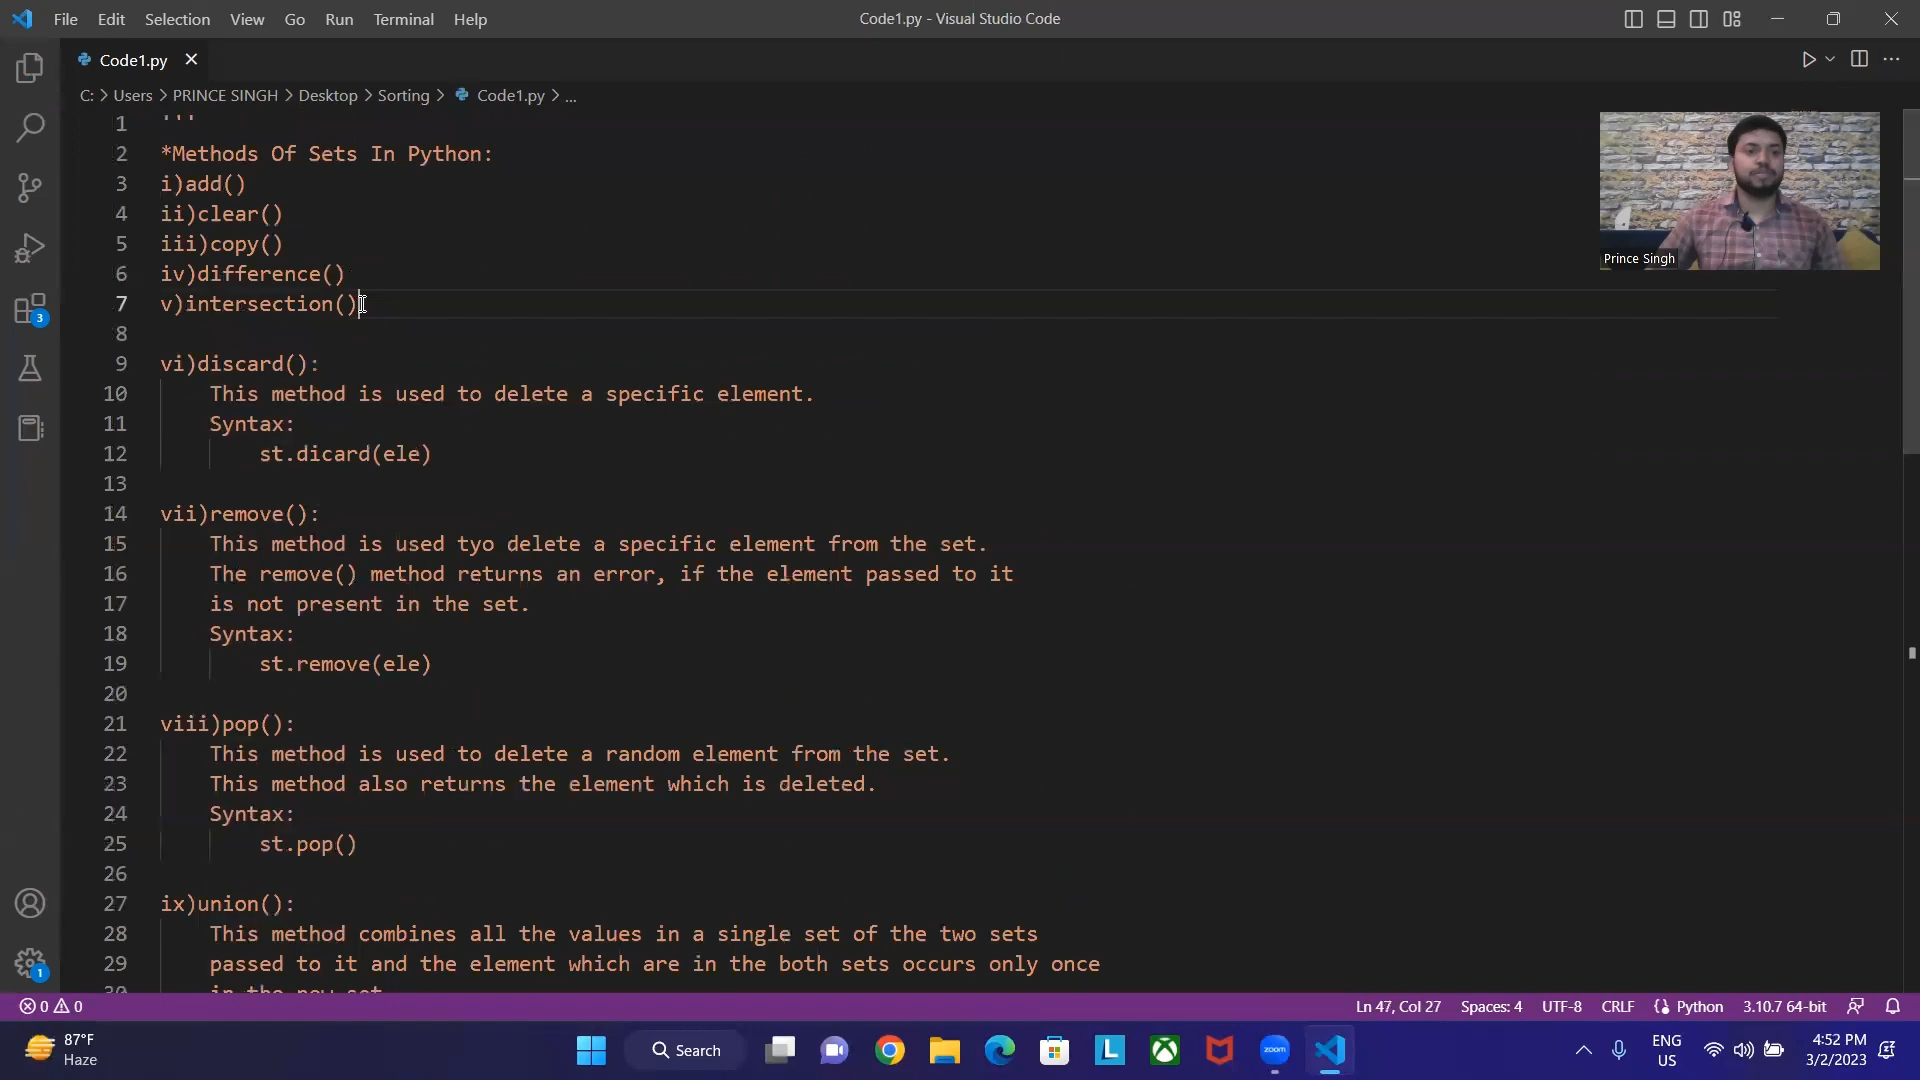 File Edit Selection View Go Run Terminal Help
Code1.py - Visual Studio Code
Code1.py
C: > Users > PRINCE SINGH > Desktop > Sorting > Code1.py > ...
1 '''
2 *Methods Of Sets In Python:
3 i)add()
4 ii)clear()
5 iii)copy()
6 iv)difference()
7 v)intersection()
8
9 vi)discard():
10 This method is used to delete a specific element.
11 Syntax:
12 st.dicard(ele)
13
14 vii)remove():
15 This method is used tyo delete a specific element from the set.
16 The remove() method returns an error, if the element passed to it
17 is not present in the set.
18 Syntax:
19 st.remove(ele)
20
21 viii)pop():
22 This method is used to delete a random element from the set.
23 This method also returns the element which is deleted.
24 Syntax:
25 st.pop()
26
27 ix)union():
28 This method combines all the values in a single set of the two sets
29 passed to it and the element which are in the both sets occurs only once
30 in the new set
Prince Singh
3
1
0 0
Ln 47, Col 27 Spaces: 4 UTF-8 CRLF Python 3.10.7 64-bit
87°F
Haze
Search
zoom
ENG
US
4:52 PM
3/2/2023